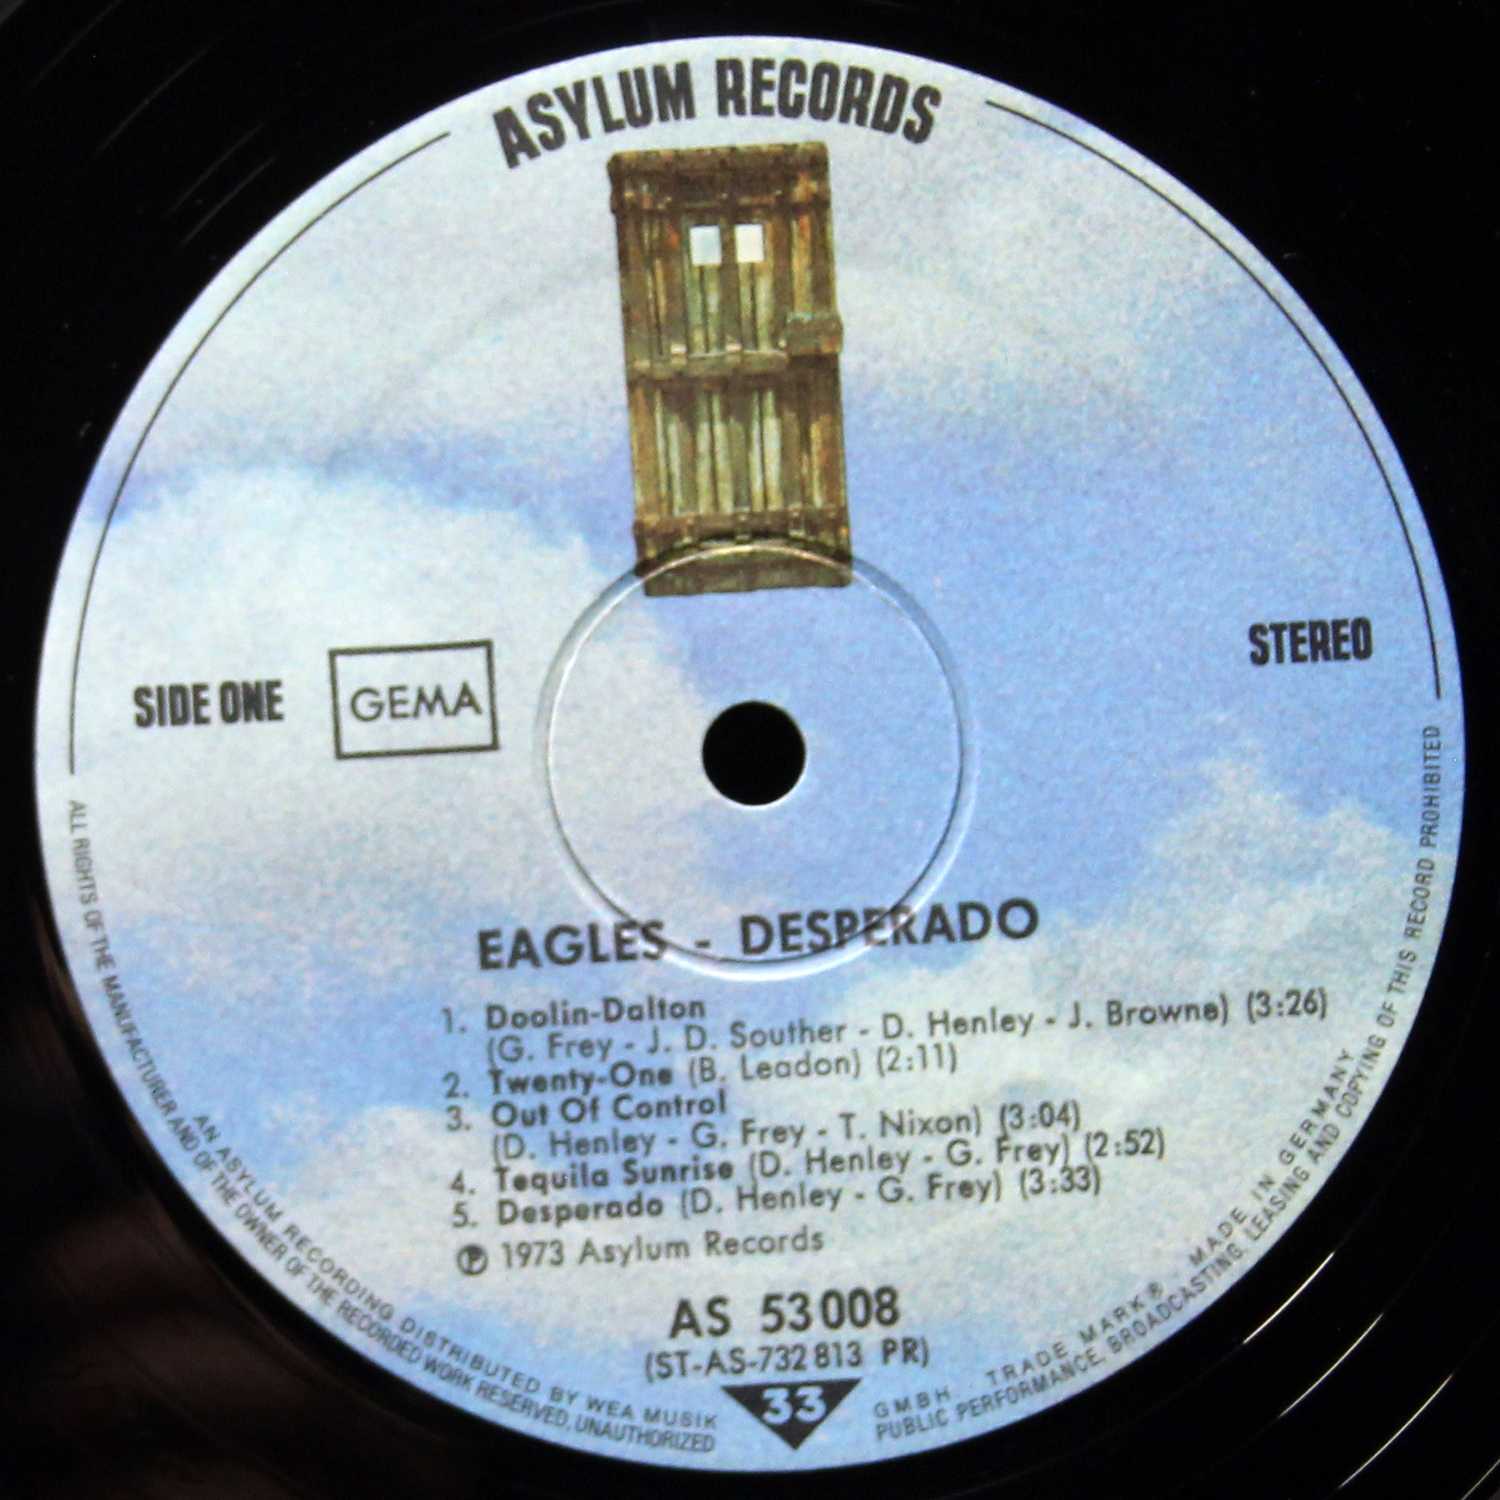 ASYLUM RECORDS
SIDE ONE
GEMA
STEREO
EAGLES - DESPERADO
1. Doolin-Dalton
(G. Frey - J. D. Souther - D. Henley - J. Browne) (3:26)
2. Twenty-One (B. Leadon) (2:11)
3. Out Of Control
(D. Henley - G. Frey - T. Nixon) (3:04)
4. Tequila Sunrise (D. Henley - G. Frey) (2:52)
5. Desperado (D. Henley - G. Frey) (3:33)
℗ 1973 Asylum Records
AS 53 008
(ST-AS-732 813 PR)
33
AN ASYLUM RECORDING DISTRIBUTED BY WEA MUSIK GMBH · TRADE MARK® · MADE IN GERMANY
ALL RIGHTS OF THE MANUFACTURER AND OF THE OWNER OF THE RECORDED WORK RESERVED. UNAUTHORIZED PUBLIC PERFORMANCE, BROADCASTING, LEASING AND COPYING OF THIS RECORD PROHIBITED